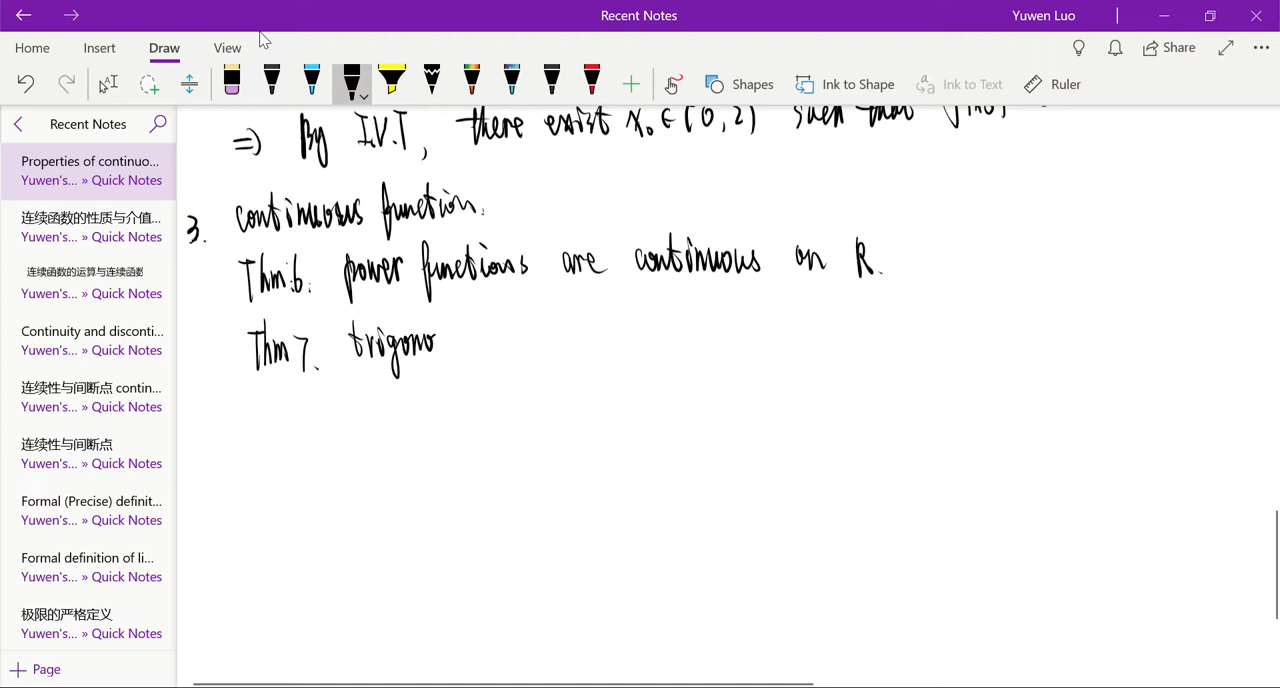 Recent Notes
Yuwen Luo
Home Insert Draw View
Share
Shapes Ink to Shape Ink to Text Ruler
Recent Notes
Properties of continuo...
Yuwen's... » Quick Notes
连续函数的性质与介值...
Yuwen's... » Quick Notes
连续函数的运算与连续函数
Yuwen's... » Quick Notes
Continuity and disconti...
Yuwen's... » Quick Notes
连续性与间断点 contin...
Yuwen's... » Quick Notes
连续性与间断点
Yuwen's... » Quick Notes
Formal (Precise) definit...
Yuwen's... » Quick Notes
Formal definition of li...
Yuwen's... » Quick Notes
极限的严格定义
Yuwen's... » Quick Notes
Page
=> By I.V.T, there exist x₀ ∈ (0,2) such that
3. continuous function.
Thm:6. power functions are continuous on R.
Thm 7. trigono